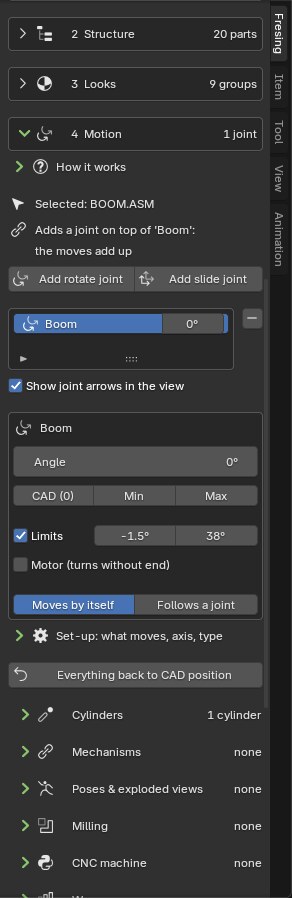 2 Structure 20 parts
3 Looks 9 groups
4 Motion 1 joint
How it works
Selected: BOOM.ASM
Adds a joint on top of 'Boom':
the moves add up
Add rotate joint Add slide joint
Boom 0°
Show joint arrows in the view
Boom
Angle 0°
CAD (0) Min Max
Limits -1.5° 38°
Motor (turns without end)
Moves by itself Follows a joint
Set-up: what moves, axis, type
Everything back to CAD position
Cylinders 1 cylinder
Mechanisms none
Poses & exploded views none
Milling none
CNC machine none
Fresing
Item
Tool
View
Animation